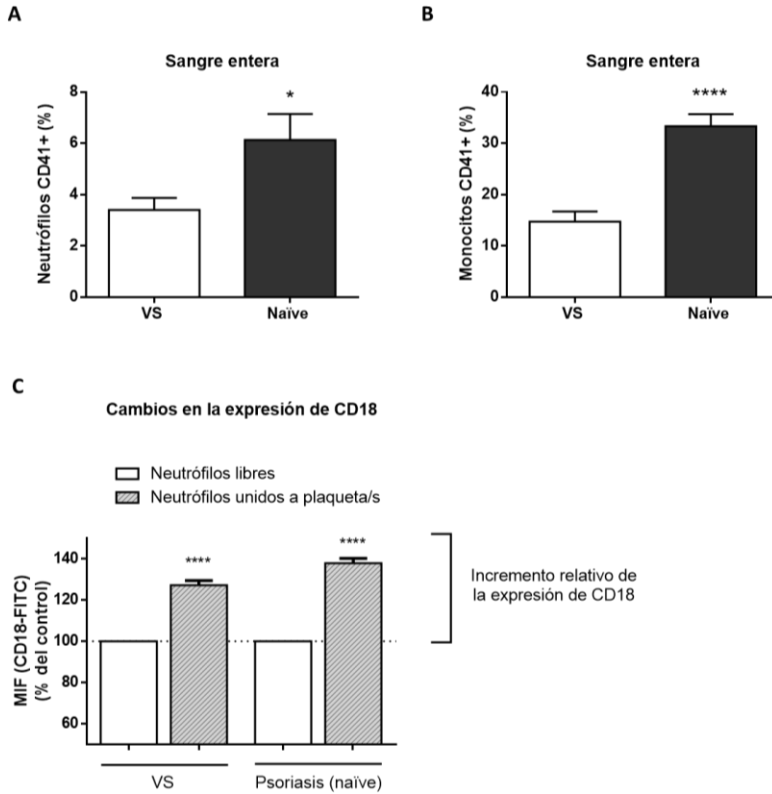 A
Sangre entera
*
Neutrófilos CD41+ (%)
8
6
4
2
0
VS
Naïve
B
Sangre entera
****
Monocitos CD41+ (%)
40
30
20
10
0
VS
Naïve
C
Cambios en la expresión de CD18
Neutrófilos libres
Neutrófilos unidos a plaqueta/s
MIF (CD18-FITC)
(% del control)
140
120
100
80
60
****
****
VS
Psoriasis (naïve)
Incremento relativo de
la expresión de CD18